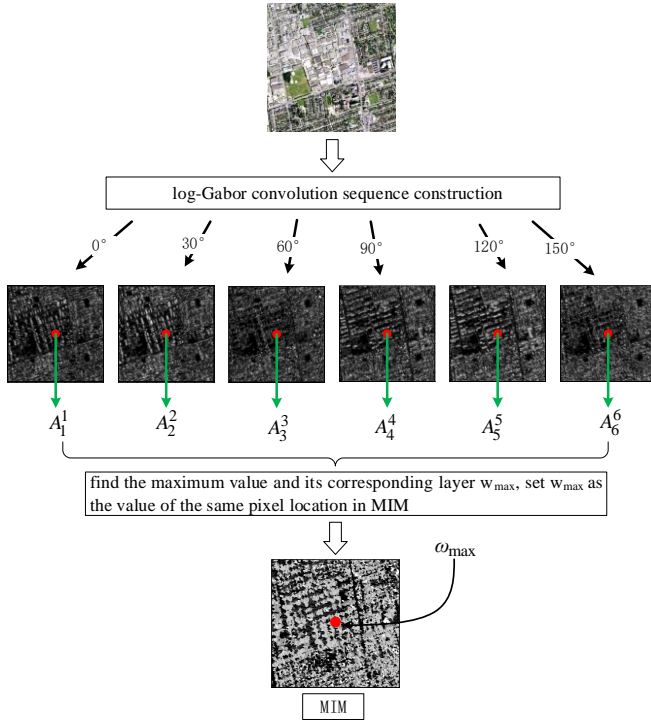 log-Gabor convolution sequence construction
0° 30° 60° 90° 120° 150°
A₁¹ A₂² A₃³ A₄⁴ A₅⁵ A₆⁶
find the maximum value and its corresponding layer wₘₐₓ, set wₘₐₓ as
the value of the same pixel location in MIM
ωₘₐₓ
MIM